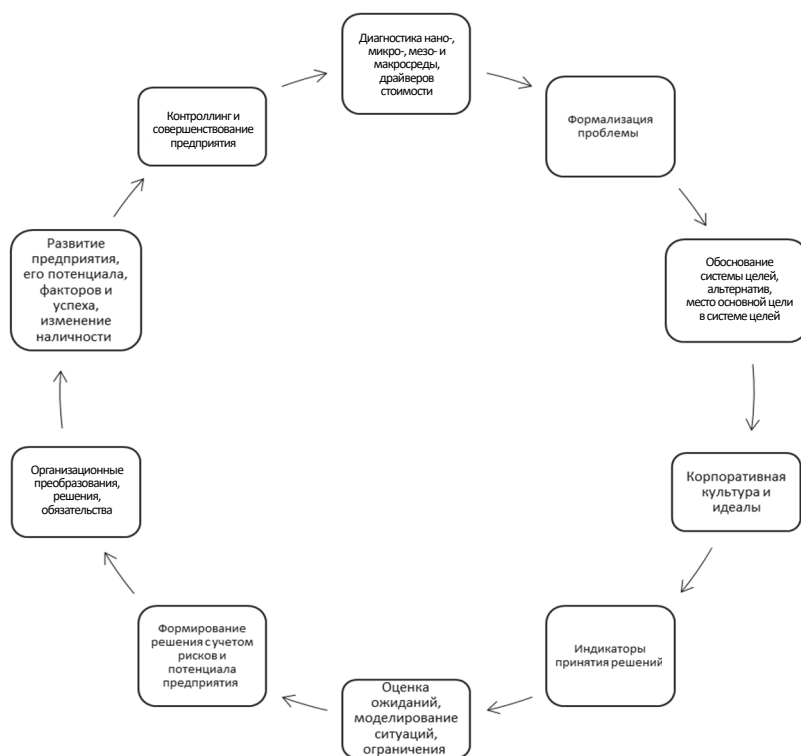 Диагностика нано-,
микро-, мезо- и
макросреды,
драйверов
стоимости
Формализация
проблемы
Обоснование
системы целей,
альтернатив,
место основной цели
в системе целей
Корпоративная
культура и
идеалы
Индикаторы
принятия решений
Оценка
ожиданий,
моделирование
ситуаций,
ограничения
Формирование
решения с учетом
рисков и
потенциала
предприятия
Организационные
преобразования,
решения,
обязательства
Развитие
предприятия,
его потенциала,
факторов и
успеха,
изменение
наличности
Контроллинг и
совершенствование
предприятия